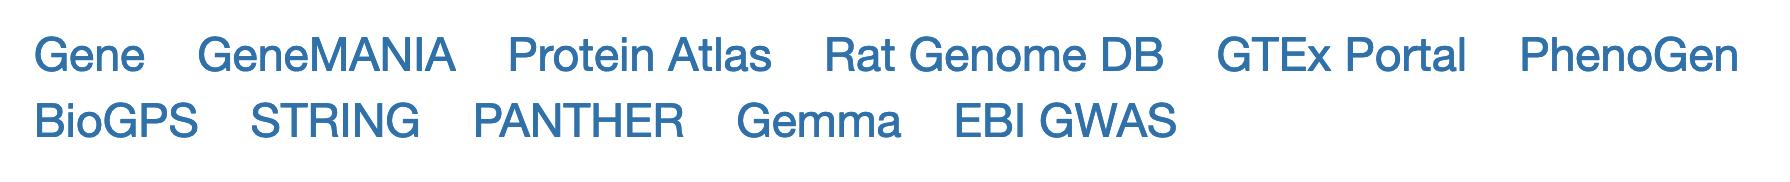 Gene GeneMANIA Protein Atlas Rat Genome DB GTEx Portal PhenoGen
BioGPS STRING PANTHER Gemma EBI GWAS